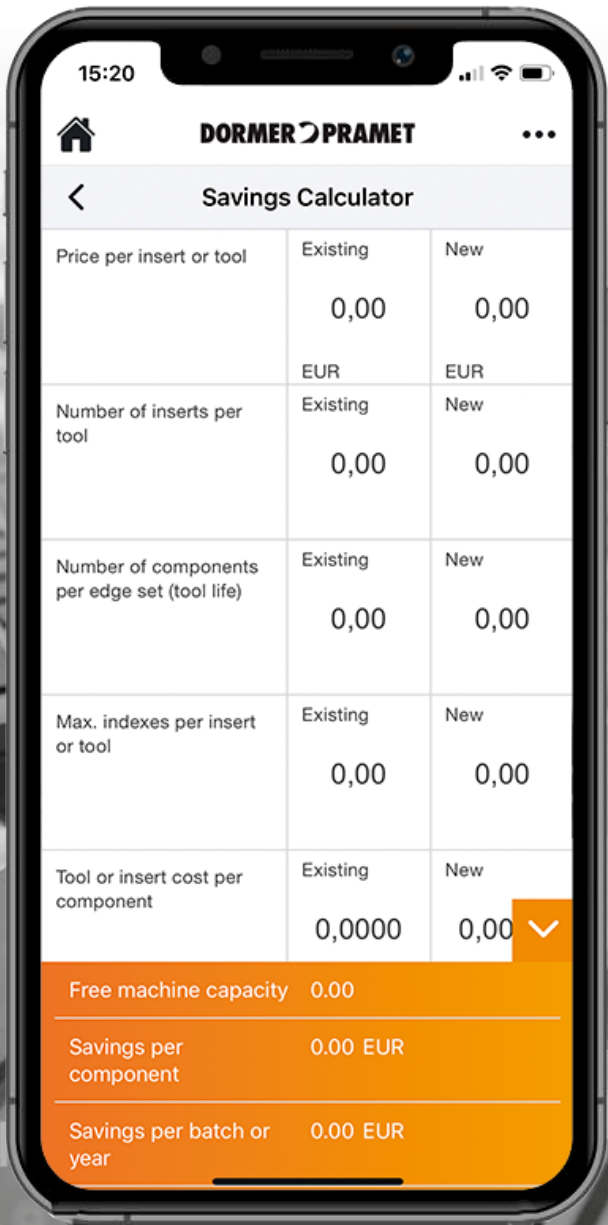 15:20
DORMER PRAMET
Savings Calculator
Price per insert or tool
Existing
New
0,00
0,00
EUR
EUR
Number of inserts per
tool
Existing
New
0,00
0,00
Number of components
per edge set (tool life)
Existing
New
0,00
0,00
Max. indexes per insert
or tool
Existing
New
0,00
0,00
Tool or insert cost per
component
Existing
New
0,0000
0,00
Free machine capacity 0.00
Savings per
component
0.00 EUR
Savings per batch or
year
0.00 EUR